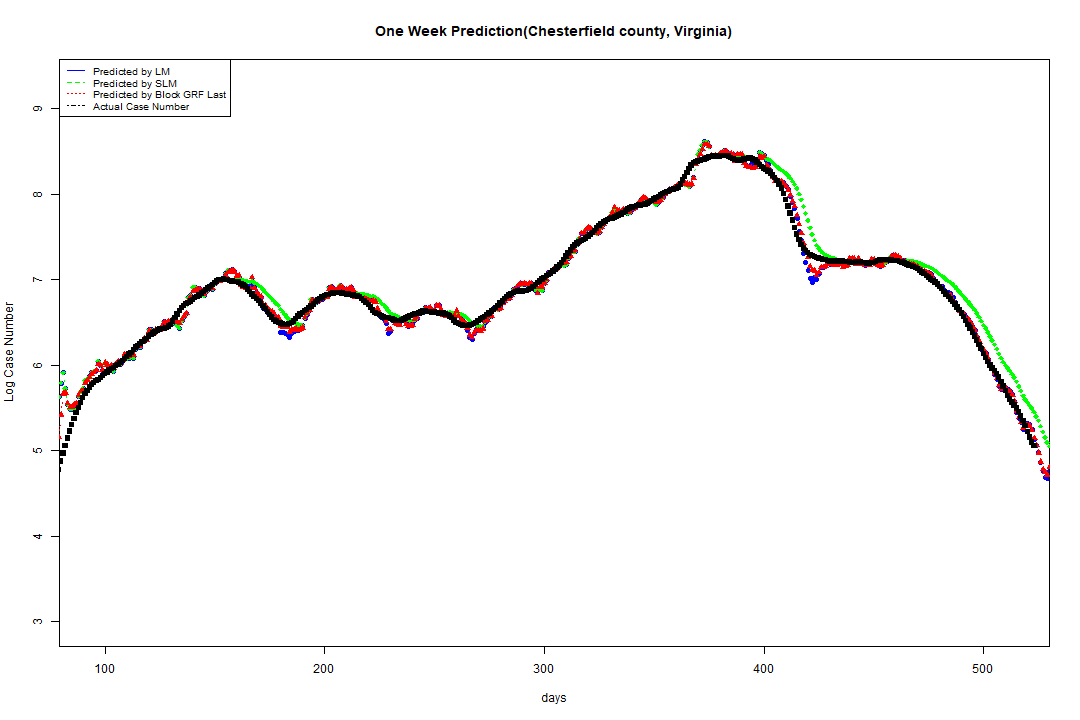 One Week Prediction(Chesterfield county, Virginia)
Predicted by LM
Predicted by SLM
Predicted by Block GRF Last
Actual Case Number
Log Case Number
9
8
7
6
5
4
3
100 200 300 400 500
days